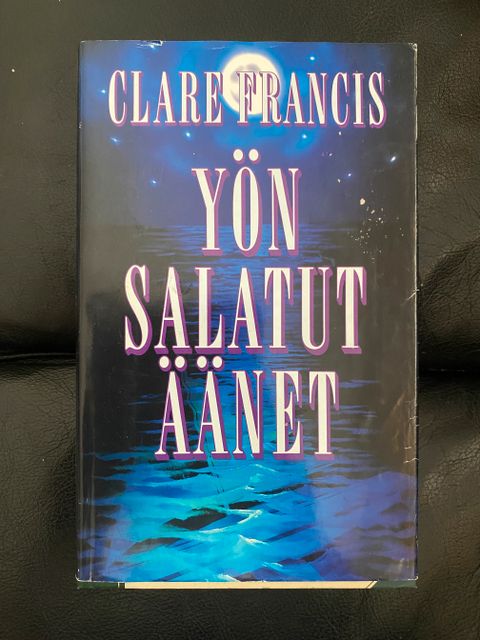 CLARE FRANCIS
YÖN
SALATUT
ÄÄNET